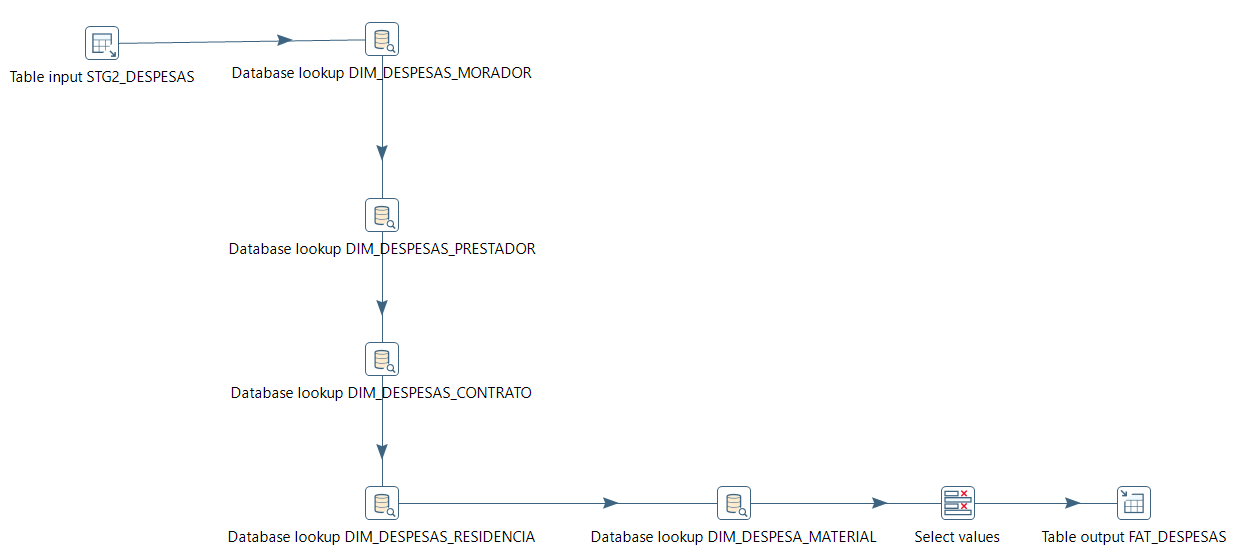 Table input STG2_DESPESAS
Database lookup DIM_DESPESAS_MORADOR
Database lookup DIM_DESPESAS_PRESTADOR
Database lookup DIM_DESPESAS_CONTRATO
Database lookup DIM_DESPESAS_RESIDENCIA
Database lookup DIM_DESPESA_MATERIAL
Select values
Table output FAT_DESPESAS